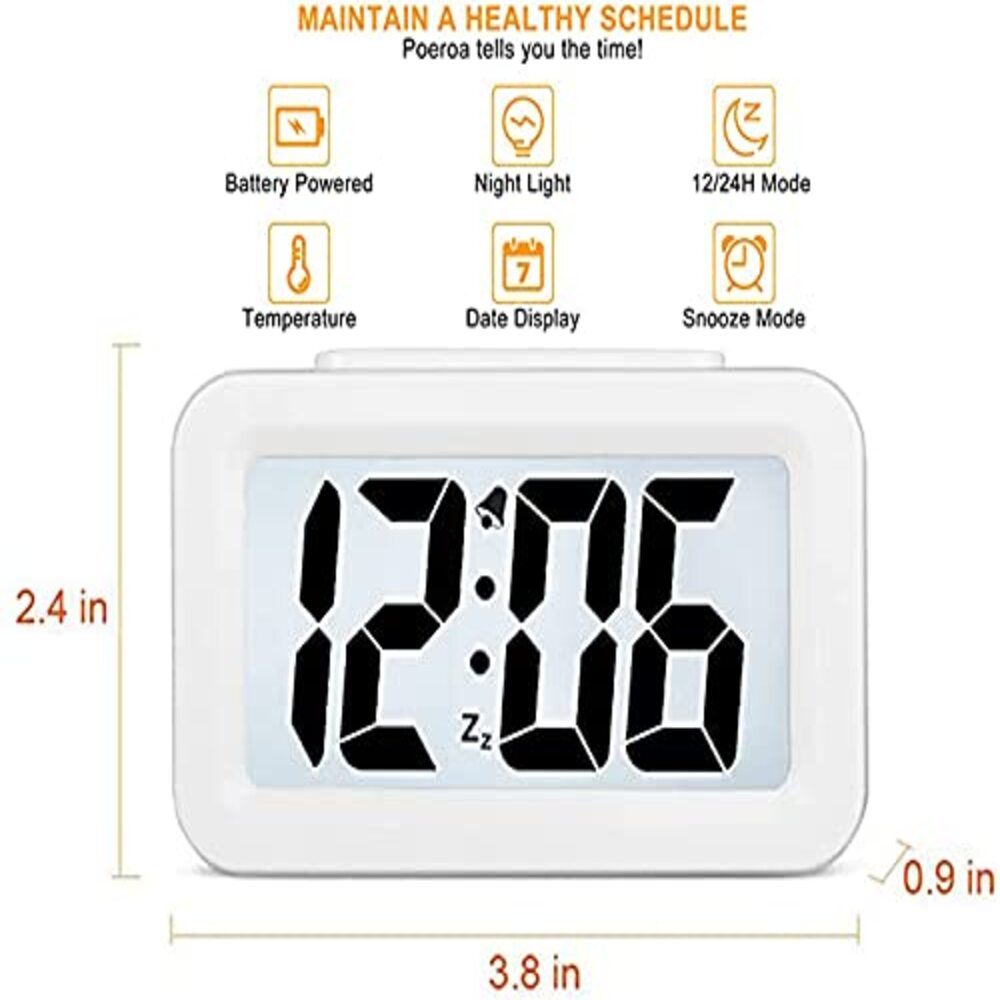 MAINTAIN A HEALTHY SCHEDULE
Poeroa tells you the time!
Battery Powered
Night Light
12/24H Mode
Z
7
Temperature
Date Display
Snooze Mode
2.4 in
12:06
Zz
0.9 in
3.8 in